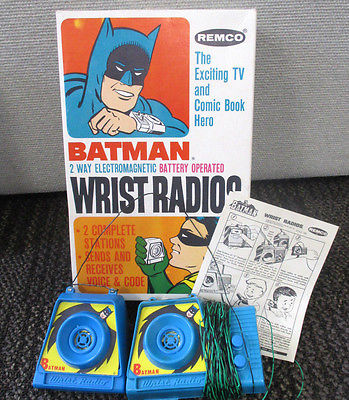 REMCO
The
Exciting TV
and
Comic Book
Hero
BATMAN
2 WAY ELECTROMAGNETIC BATTERY OPERATED
WRIST RADIOS
• 2 COMPLETE
STATIONS
• SENDS AND
RECEIVES
VOICE & CODE
BATMAN
WRIST RADIOS
REMCO
BATMAN
Wrist Radio
BATMAN
Wrist Radio